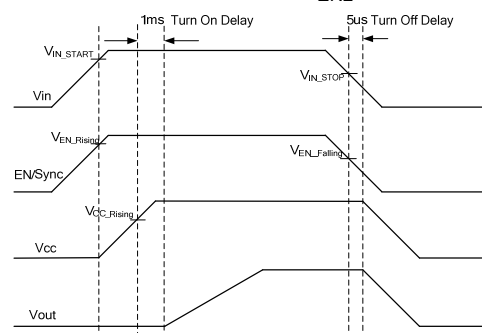 1ms Turn On Delay
5us Turn Off Delay
VIN_START
VIN_STOP
Vin
VEN_Rising
VEN_Falling
EN/Sync
VCC_Rising
Vcc
Vout